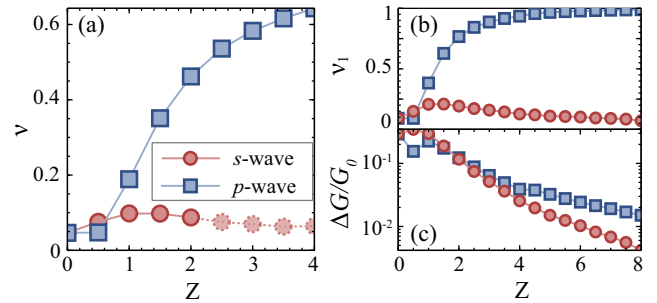 (a)
0.6
0.4
0.2
0
ν
0 1 2 3 4
Z
s-wave
p-wave
(b)
1
0.5
0
ν1
(c)
10-1
10-2
ΔG/G0
0 2 4 6 8
Z